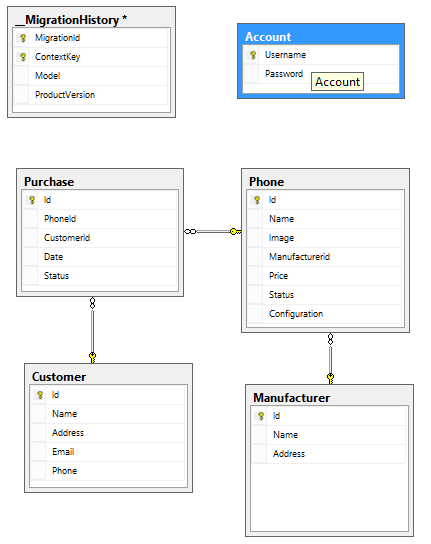 __MigrationHistory *
MigrationId
ContextKey
Model
ProductVersion
Account
Username
Password
Account
Purchase
Id
PhoneId
CustomerId
Date
Status
Phone
Id
Name
Image
Manufacturerid
Price
Status
Configuration
Customer
Id
Name
Address
Email
Phone
Manufacturer
Id
Name
Address